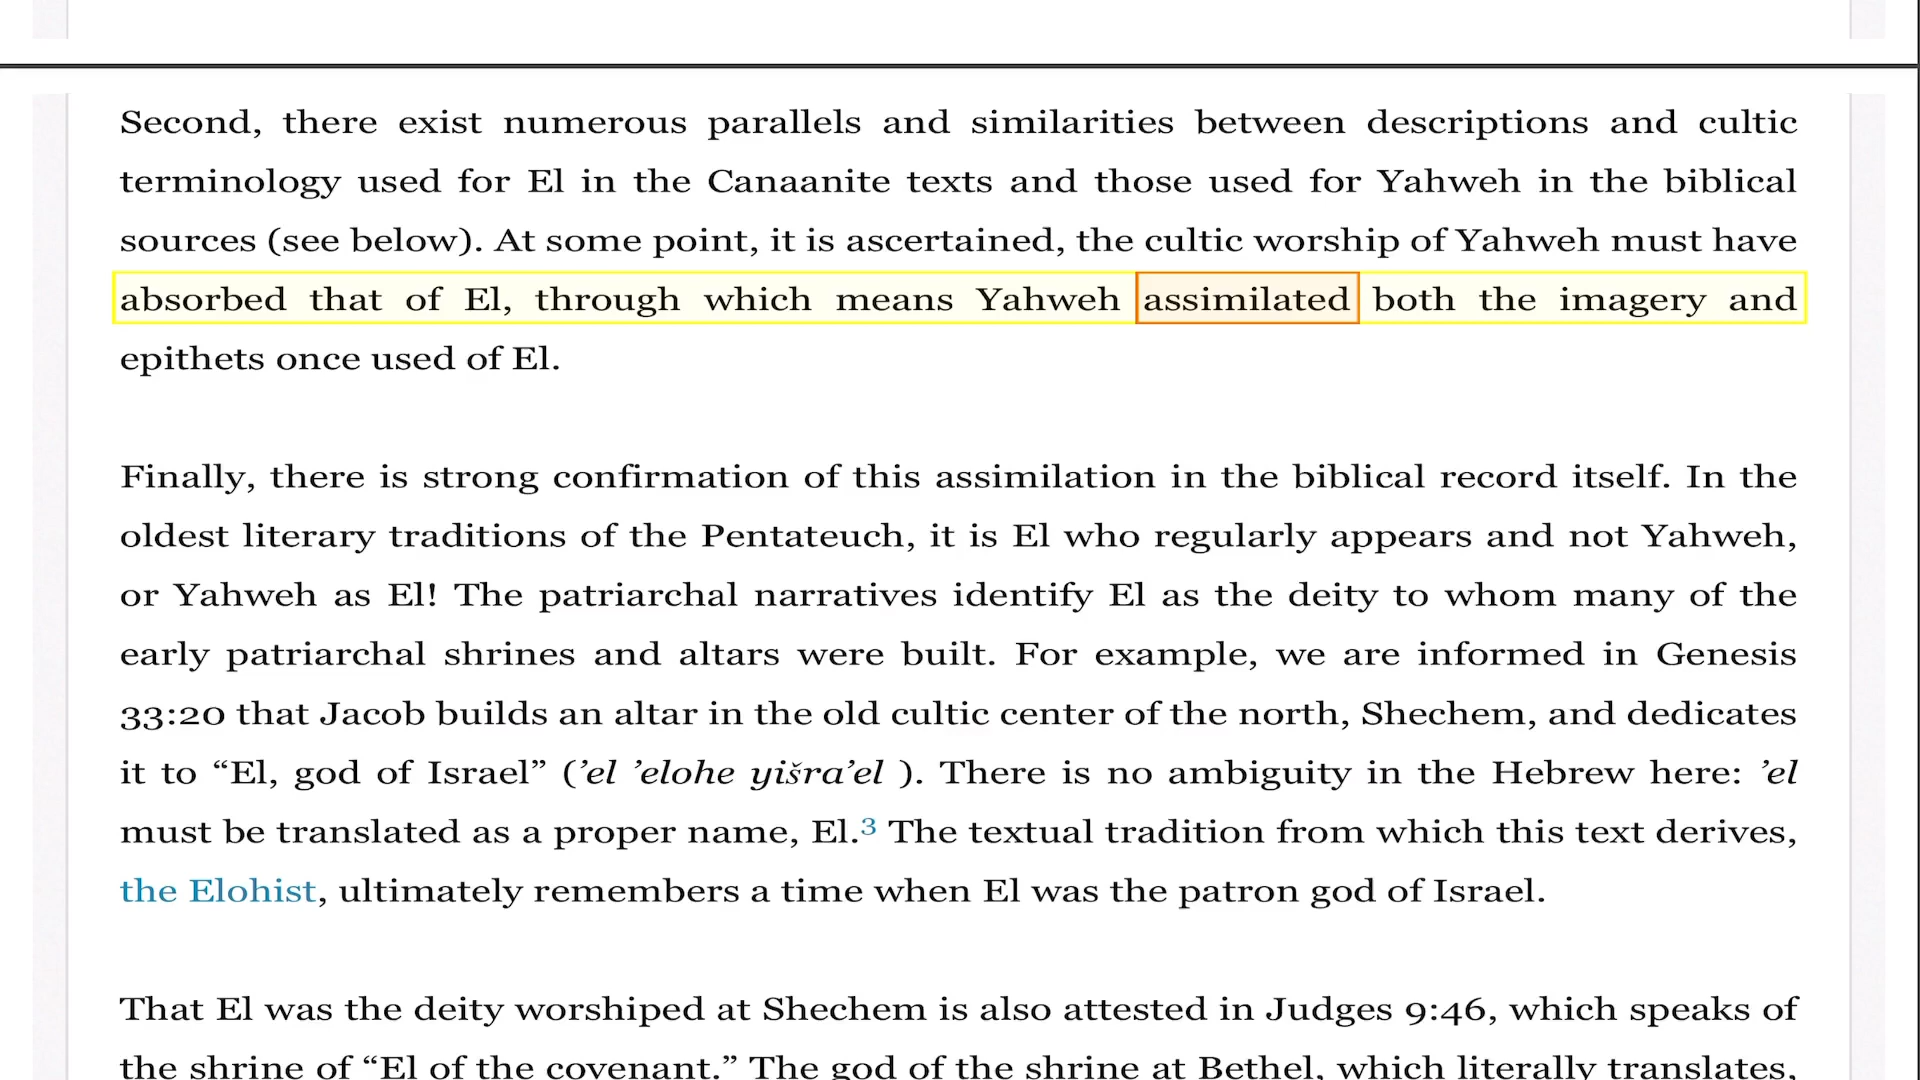 Second, there exist numerous parallels and similarities between descriptions and cultic
terminology used for El in the Canaanite texts and those used for Yahweh in the biblical
sources (see below). At some point, it is ascertained, the cultic worship of Yahweh must have
absorbed that of El, through which means Yahweh assimilated both the imagery and
epithets once used of El.
Finally, there is strong confirmation of this assimilation in the biblical record itself. In the
oldest literary traditions of the Pentateuch, it is El who regularly appears and not Yahweh,
or Yahweh as El! The patriarchal narratives identify El as the deity to whom many of the
early patriarchal shrines and altars were built. For example, we are informed in Genesis
33:20 that Jacob builds an altar in the old cultic center of the north, Shechem, and dedicates
it to “El, god of Israel” (’el ’elohe yišra’el ). There is no ambiguity in the Hebrew here: ’el
must be translated as a proper name, El.3 The textual tradition from which this text derives,
the Elohist, ultimately remembers a time when El was the patron god of Israel.
That El was the deity worshiped at Shechem is also attested in Judges 9:46, which speaks of
the shrine of “El of the covenant.” The god of the shrine at Bethel, which literally translates,